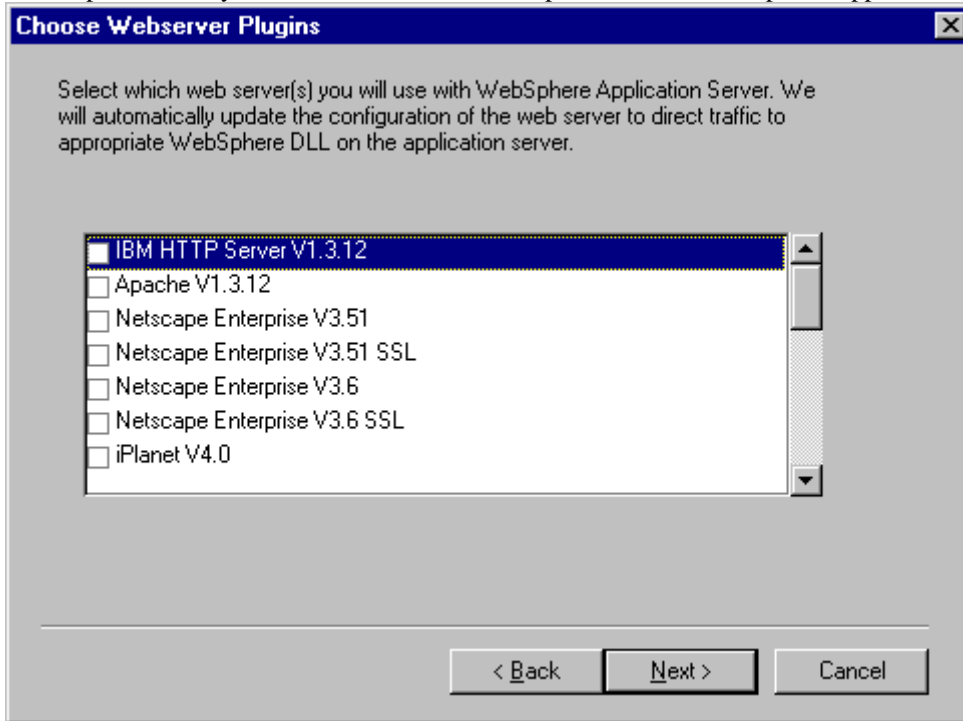 Choose Webserver Plugins
Select which web server(s) you will use with WebSphere Application Server. We
will automatically update the configuration of the web server to direct traffic to
appropriate WebSphere DLL on the application server.
IBM HTTP Server V1.3.12
Apache V1.3.12
Netscape Enterprise V3.51
Netscape Enterprise V3.51 SSL
Netscape Enterprise V3.6
Netscape Enterprise V3.6 SSL
iPlanet V4.0
< Back
Next >
Cancel